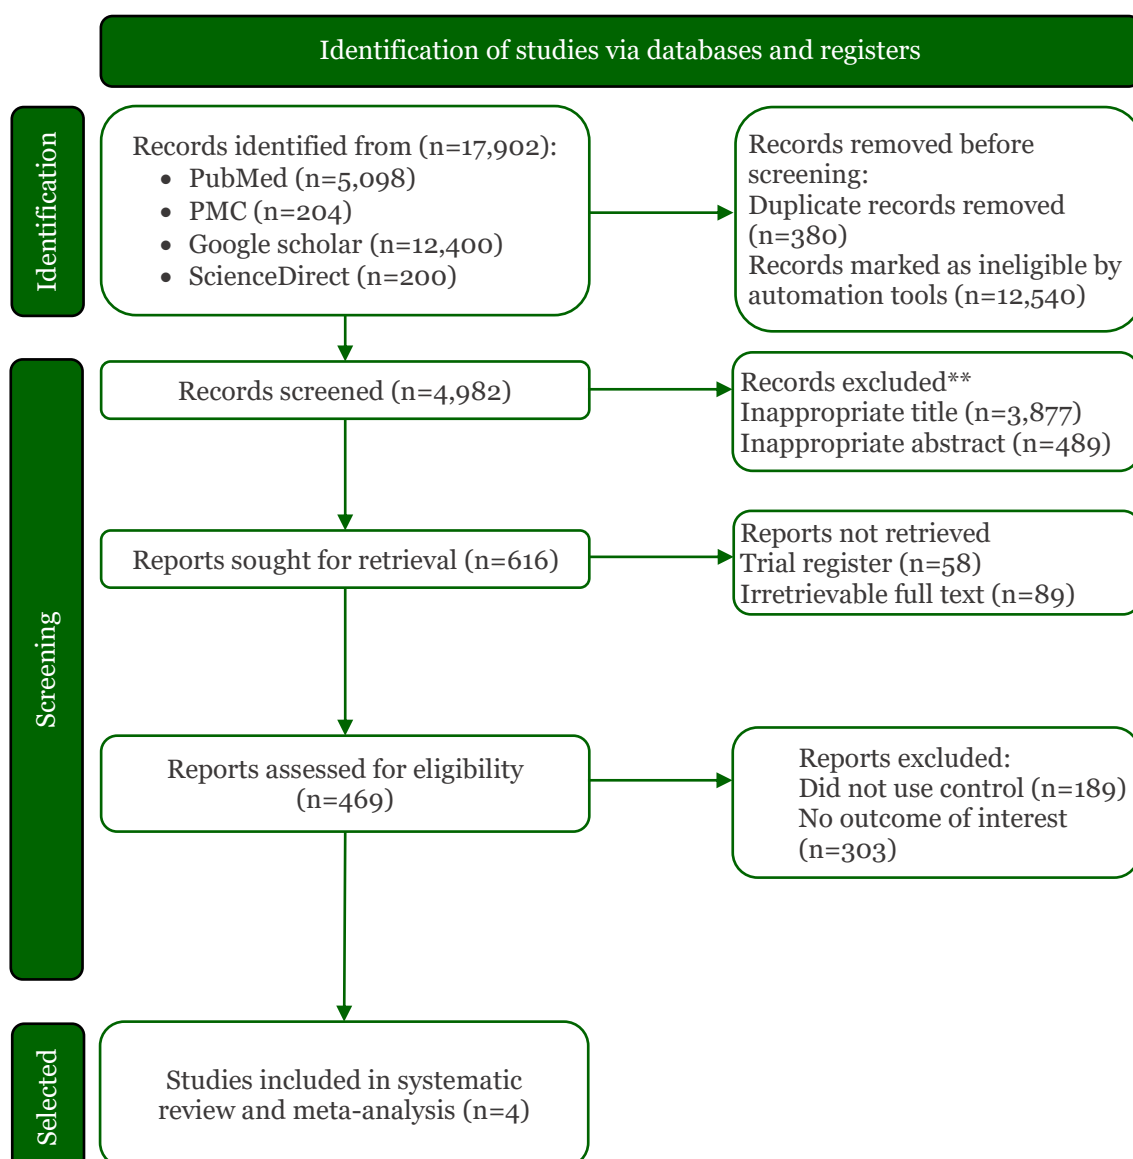 Identification of studies via databases and registers
Identification
Records identified from (n=17,902):
• PubMed (n=5,098)
• PMC (n=204)
• Google scholar (n=12,400)
• ScienceDirect (n=200)
Records removed before
screening:
Duplicate records removed
(n=380)
Records marked as ineligible by
automation tools (n=12,540)
Screening
Records screened (n=4,982)
Records excluded**
Inappropriate title (n=3,877)
Inappropriate abstract (n=489)
Reports sought for retrieval (n=616)
Reports not retrieved
Trial register (n=58)
Irretrievable full text (n=89)
Reports assessed for eligibility
(n=469)
Reports excluded:
Did not use control (n=189)
No outcome of interest
(n=303)
Selected
Studies included in systematic
review and meta-analysis (n=4)